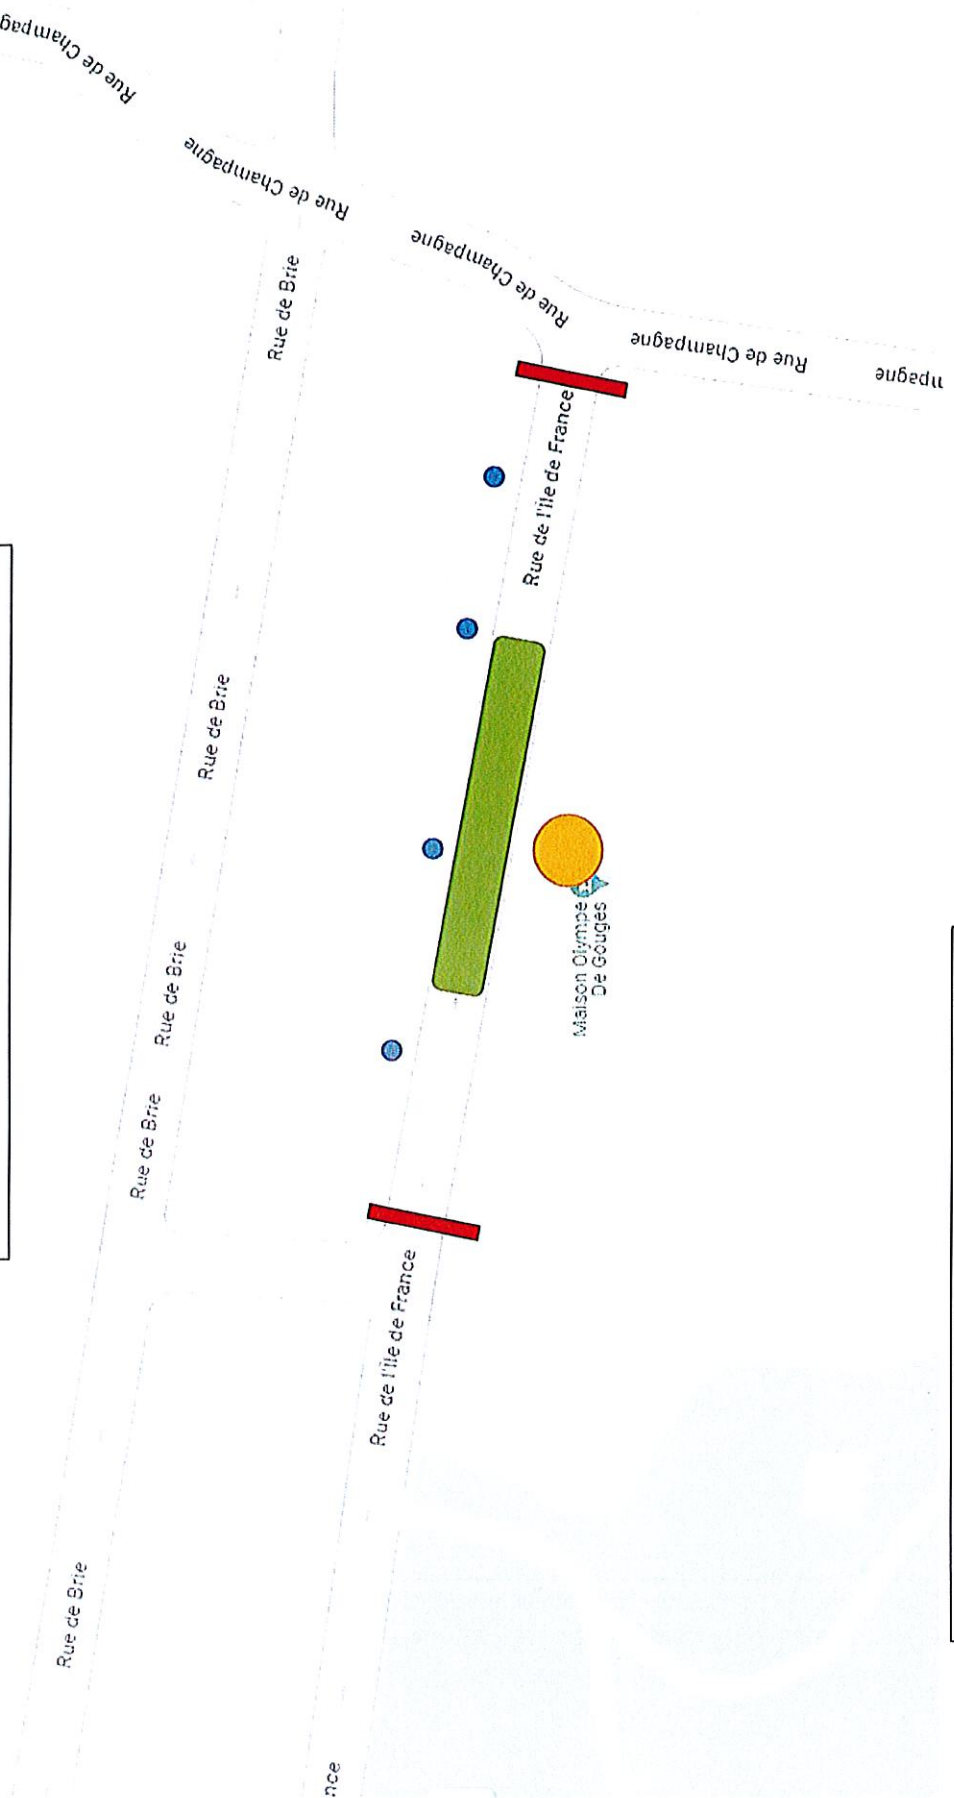 Rue de Champag
Rue de Champagne
Rue de Champagne
Rue de Champagne
mpagne
Rue de Brie
Rue de l'Île de France
Rue de Brie
Maison Olympe
De Gouges
Rue de Brie
Rue de Brie
Rue de l'Île de France
Rue de Brie
nce